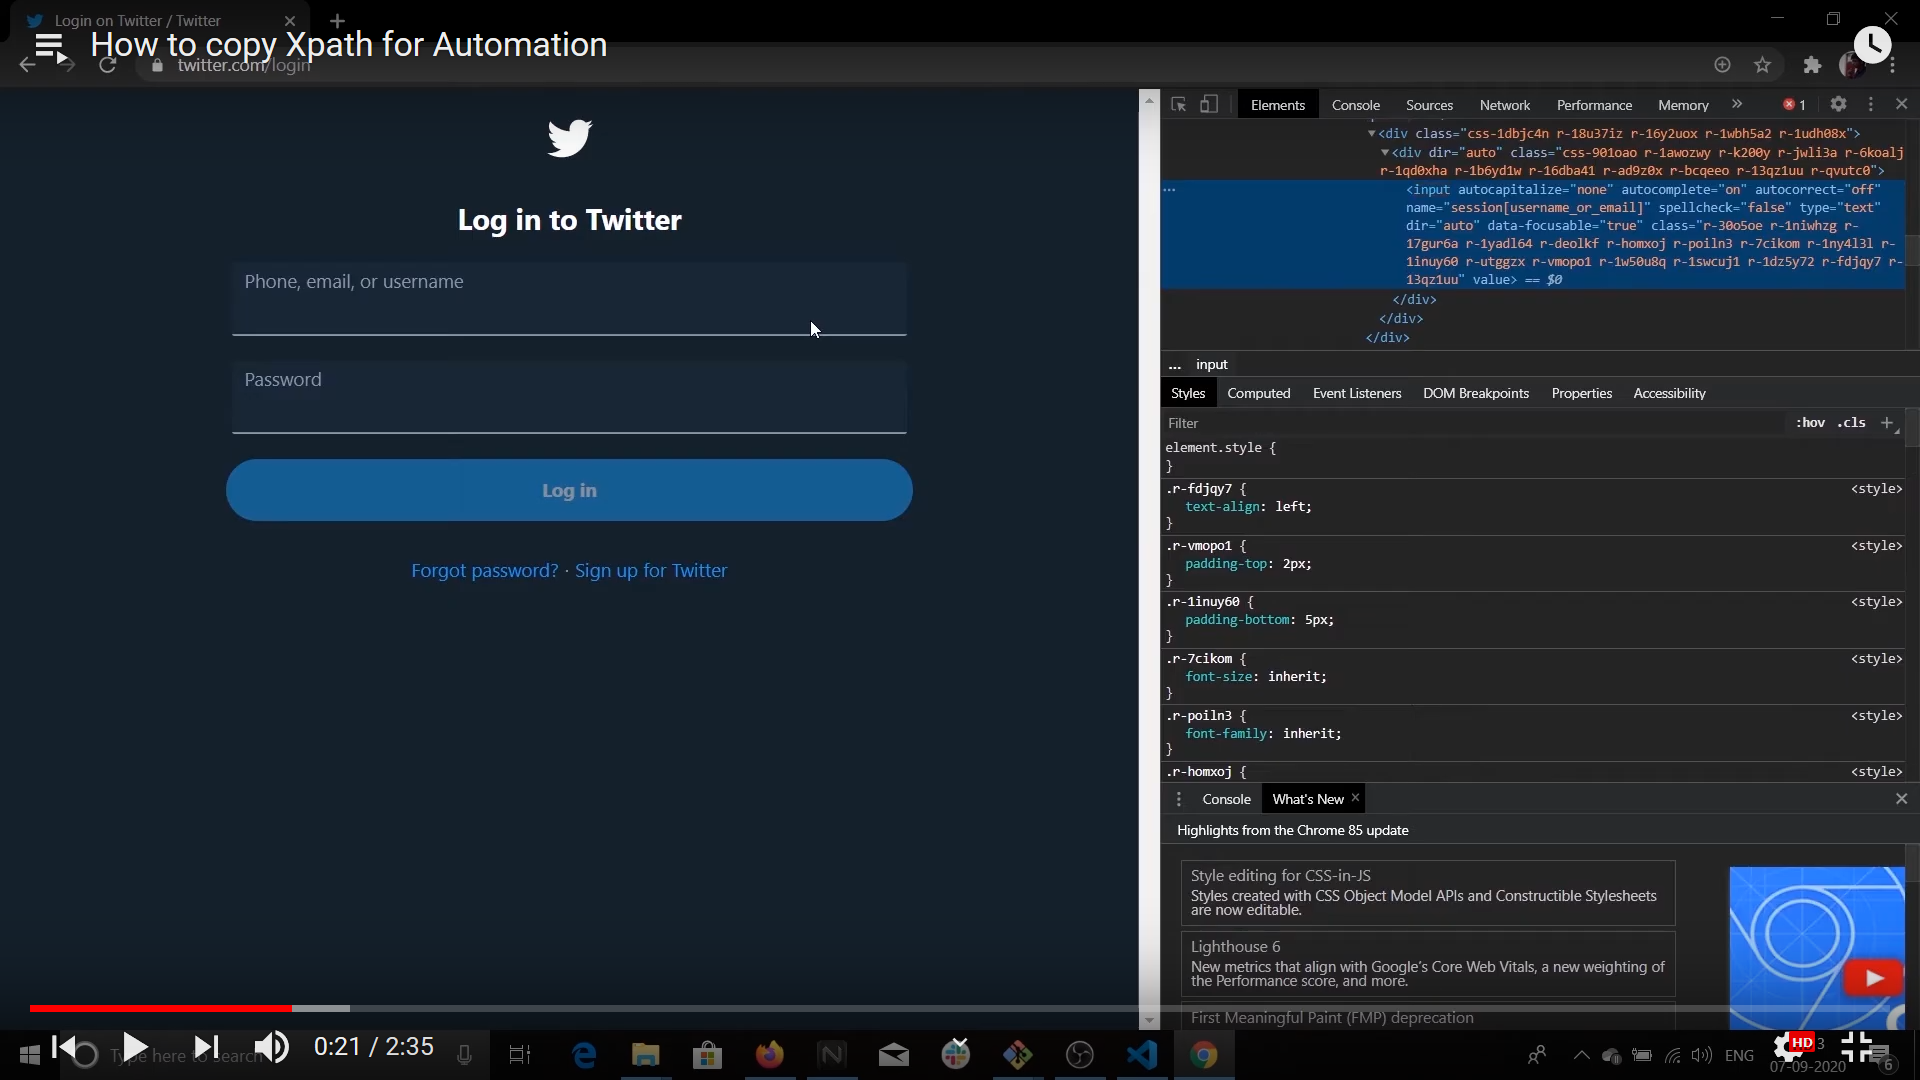 Login on Twitter / Twitter
How to copy Xpath for Automation
twitter.com/login
Log in to Twitter
Phone, email, or username
Password
Log in
Forgot password? · Sign up for Twitter
Elements Console Sources Network Performance Memory » 1
▼<div class="css-1dbjc4n r-18u37iz r-16y2uox r-1wbh5a2 r-1udh08x">
▼<div dir="auto" class="css-901oao r-1awozwy r-k200y r-jwli3a r-6koalj
r-1qd0xha r-1b6yd1w r-16dba41 r-ad9z0x r-bcqeeo r-13qz1uu r-qvutc0">
<input autocapitalize="none" autocomplete="on" autocorrect="off"
name="session[username_or_email]" spellcheck="false" type="text"
dir="auto" data-focusable="true" class="r-30o5oe r-1niwhzg r-
17gur6a r-1yadl64 r-deolkf r-homxoj r-poiln3 r-7cikom r-1ny4l3l r-
1inuy60 r-utggzx r-vmopo1 r-1w50u8q r-1swcuj1 r-1dz5y72 r-fdjqy7 r-
13qz1uu" value> == $0
</div>
</div>
</div>
... input
Styles Computed Event Listeners DOM Breakpoints Properties Accessibility
Filter :hov .cls +
element.style {
}
.r-fdjqy7 { <style>
text-align: left;
}
.r-vmopo1 { <style>
padding-top: 2px;
}
.r-1inuy60 { <style>
padding-bottom: 5px;
}
.r-7cikom { <style>
font-size: inherit;
}
.r-poiln3 { <style>
font-family: inherit;
}
.r-homxoj { <style>
Console What's New
Highlights from the Chrome 85 update
Style editing for CSS-in-JS
Styles created with CSS Object Model APIs and Constructible Stylesheets
are now editable.
Lighthouse 6
New metrics that align with Google's Core Web Vitals, a new weighting of
the Performance score, and more.
First Meaningful Paint (FMP) deprecation
Type here to search
0:21 / 2:35
ENG
HD
07-09-2020
6